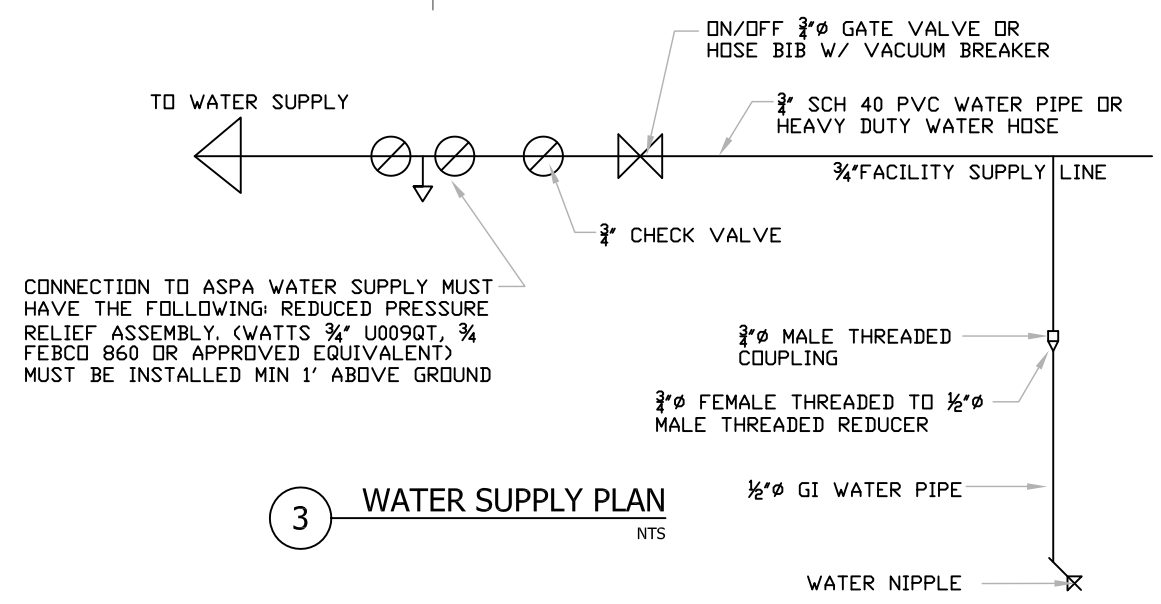 ON/OFF ¾"Ø GATE VALVE OR
HOSE BIB W/ VACUUM BREAKER
TO WATER SUPPLY
¾" SCH 40 PVC WATER PIPE OR
HEAVY DUTY WATER HOSE
¾"FACILITY SUPPLY LINE
¾" CHECK VALVE
CONNECTION TO ASPA WATER SUPPLY MUST
HAVE THE FOLLOWING: REDUCED PRESSURE
RELIEF ASSEMBLY. (WATTS ¾" U009QT, ¾
FEBCO 860 OR APPROVED EQUIVALENT)
MUST BE INSTALLED MIN 1' ABOVE GROUND
¾"Ø MALE THREADED
COUPLING
¾"Ø FEMALE THREADED TO ½"Ø
MALE THREADED REDUCER
½"Ø GI WATER PIPE
3
WATER SUPPLY PLAN
NTS
WATER NIPPLE